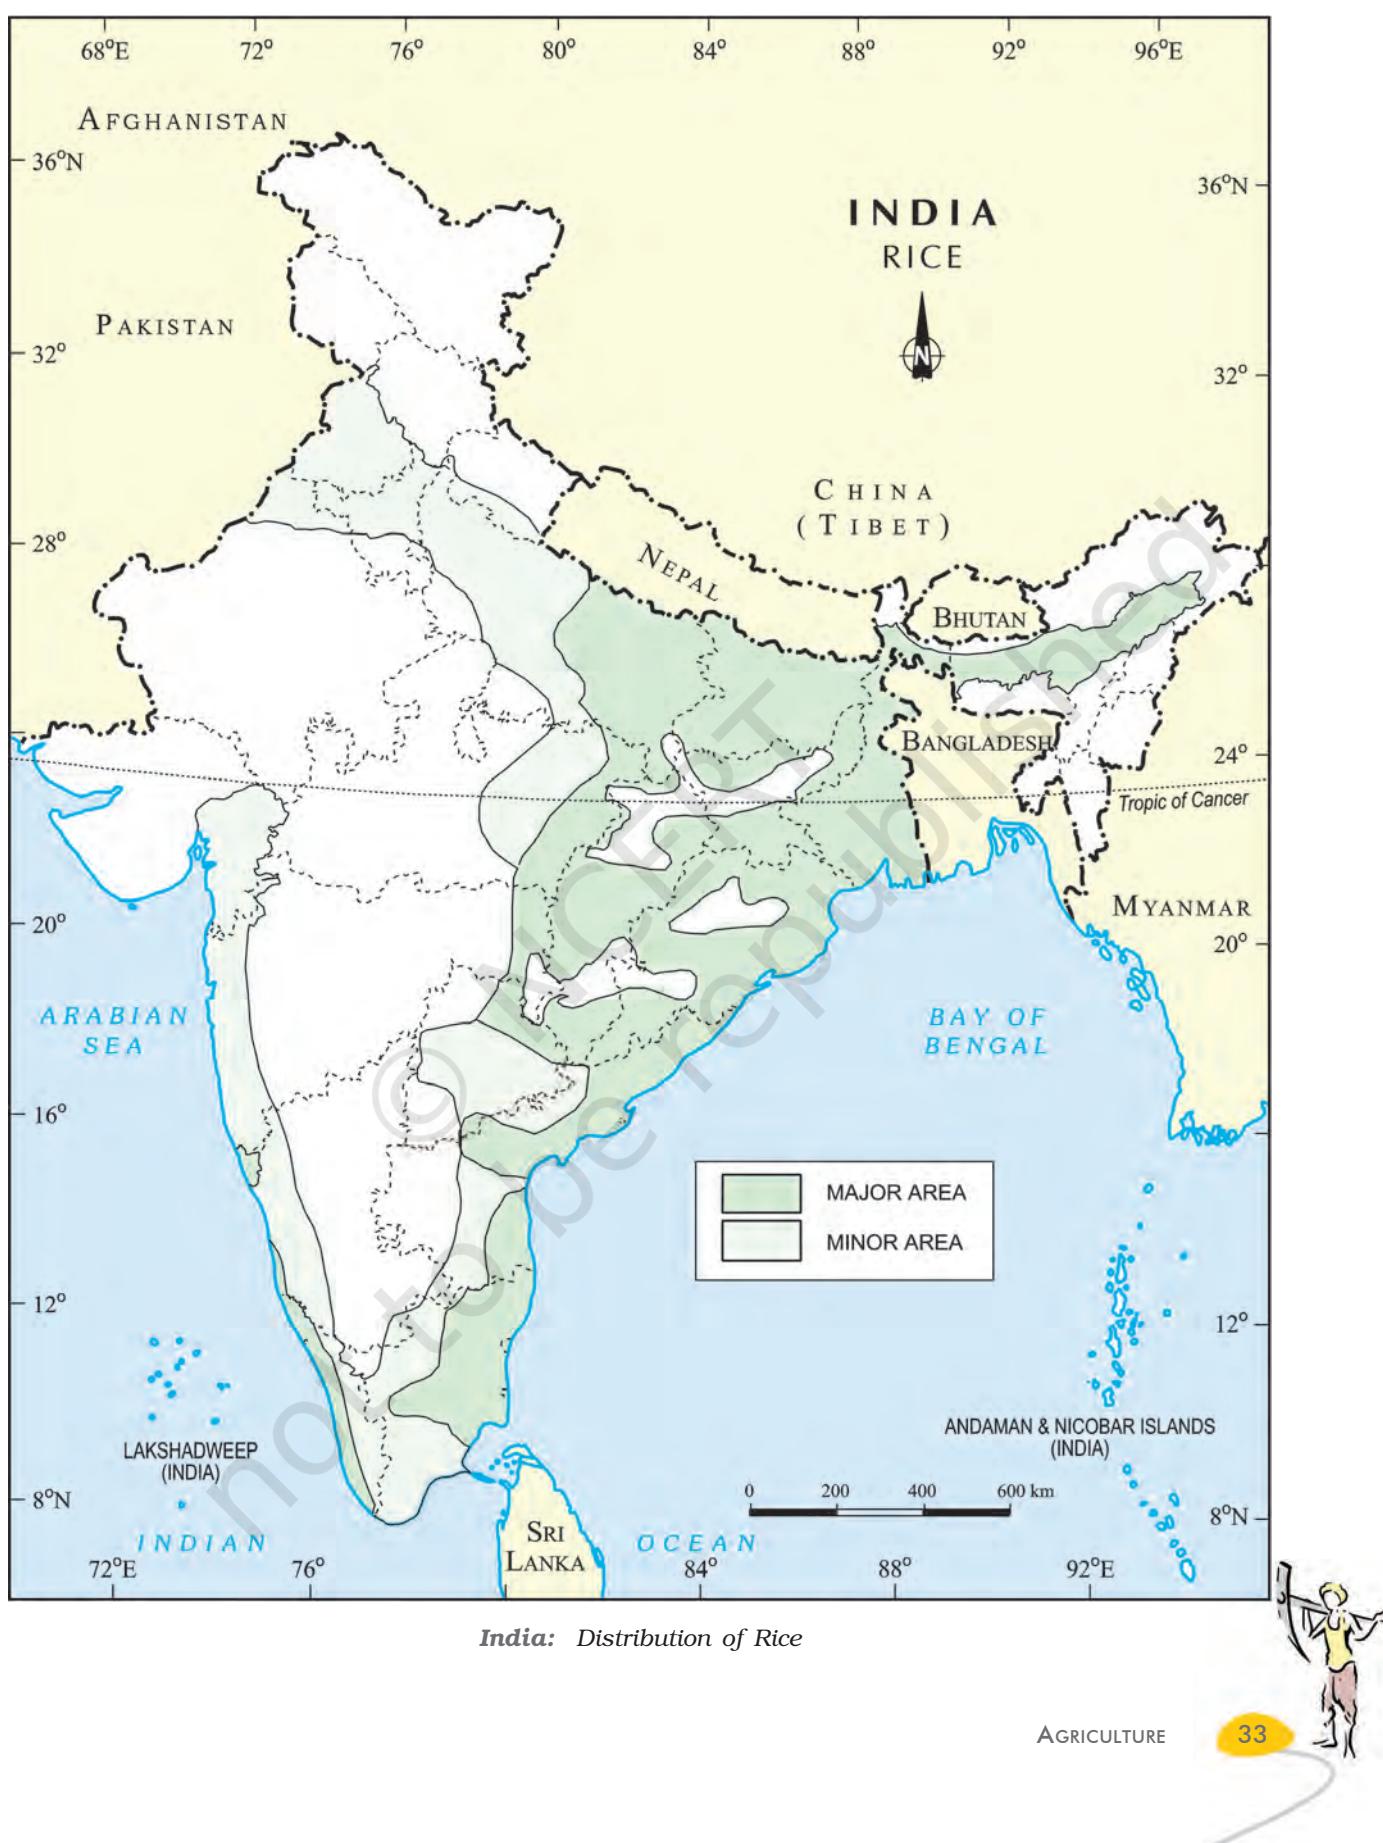 68°E 72° 76° 80° 84° 88° 92° 96°E
AFGHANISTAN
36°N
36°N
INDIA
RICE
PAKISTAN
N
32°
32°
CHINA
(TIBET)
28°
NEPAL
BHUTAN
BANGLADESH
24°
Tropic of Cancer
MYANMAR
20°
20°
ARABIAN
SEA
BAY OF
BENGAL
16°
MAJOR AREA
MINOR AREA
12°
12°
LAKSHADWEEP
(INDIA)
ANDAMAN & NICOBAR ISLANDS
(INDIA)
0 200 400 600 km
8°N
8°N
SRI
LANKA
INDIAN OCEAN
72°E 76° 84° 88° 92°E
© NCERT
not to be republished
India: Distribution of Rice
AGRICULTURE 33